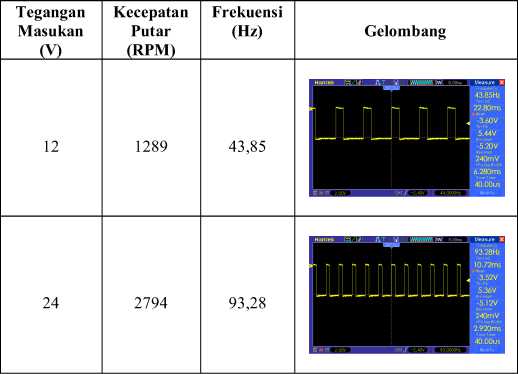 Tegangan Masukan (V)
Kecepatan Putar (RPM)
Frekuensi (Hz)
Gelombang
12
1289
43,85
Hantek
Measure
43.85Hz
22.80ms
-3.60V
5.44V
-5.20V
240mV
6.280ms
40.00us
24
2794
93,28
Hantek
Measure
93.28Hz
10.72ms
-3.52V
5.36V
-5.12V
240mV
2.920ms
40.00us